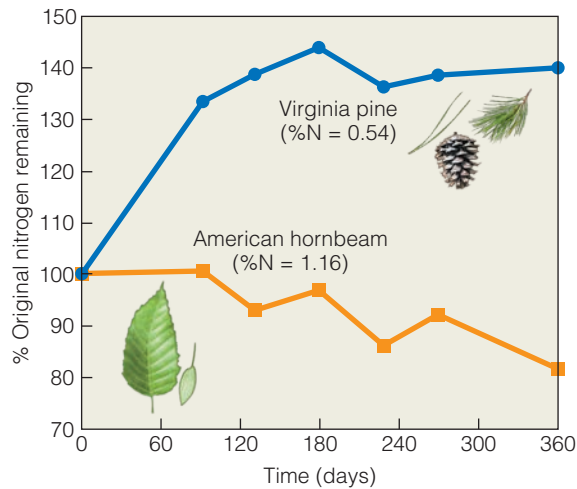 % Original nitrogen remaining
150
140
130
120
110
100
90
80
70
Virginia pine
(%N = 0.54)
American hornbeam
(%N = 1.16)
0
60
120
180
240
300
360
Time (days)